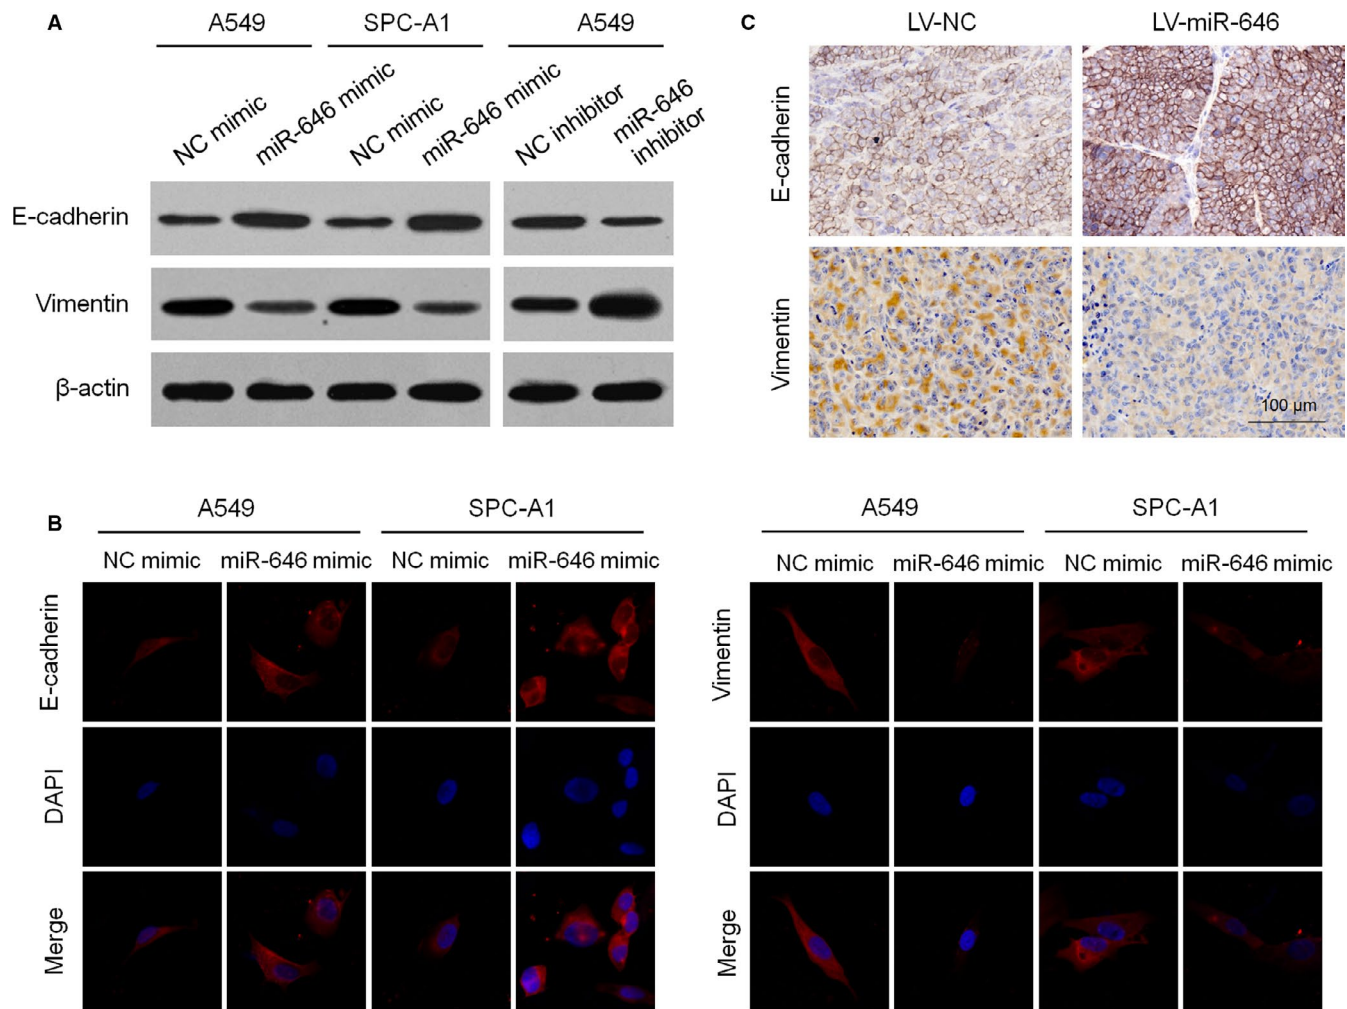 A
A549
SPC-A1
A549
NC mimic
miR-646 mimic
NC mimic
miR-646 mimic
NC inhibitor
miR-646
inhibitor
E-cadherin
Vimentin
β-actin
C
LV-NC
LV-miR-646
E-cadherin
Vimentin
100 µm
B
A549
SPC-A1
NC mimic
miR-646 mimic
NC mimic
miR-646 mimic
E-cadherin
DAPI
Merge
A549
SPC-A1
NC mimic
miR-646 mimic
NC mimic
miR-646 mimic
Vimentin
DAPI
Merge